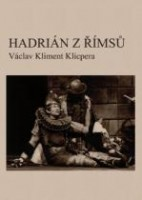 HADRIÁN Z ŘÍMSŮ
Václav Kliment Klicpera